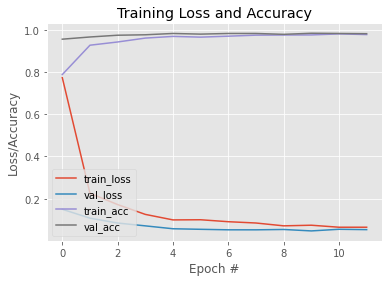 Training Loss and Accuracy
1.0
0.8
0.6
0.4
0.2
Loss/Accuracy
train_loss
val_loss
train_acc
val_acc
0 2 4 6 8 10
Epoch #